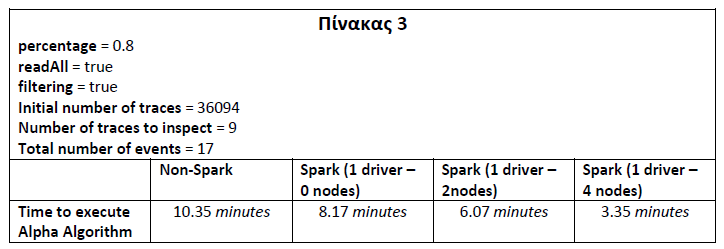 Πίνακας 3
percentage = 0.8
readAll = true
filtering = true
Initial number of traces = 36094
Number of traces to inspect = 9
Total number of events = 17
Non-Spark
Spark (1 driver –
0 nodes)
Spark (1 driver –
2nodes)
Spark (1 driver –
4 nodes)
Time to execute
Alpha Algorithm
10.35 minutes
8.17 minutes
6.07 minutes
3.35 minutes